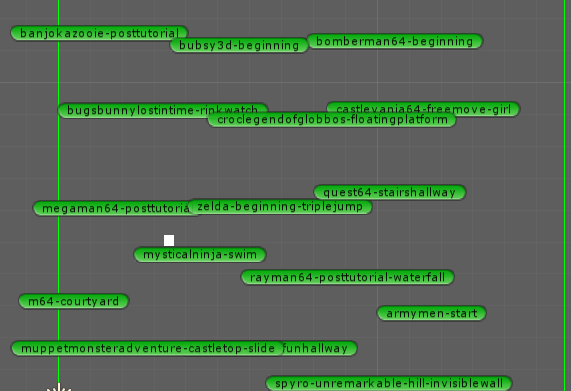 banjokazooie-posttutorial
bubsy3d-beginning
bomberman64-beginning
bugsbunnylostintime-rinkwatch
castlevania64-freemove-girl
croclegendofgobbos-floatingplatform
quest64-stairshallway
megaman64-posttutoria
zelda-beginning-triplejump
mysticalninja-swim
rayman64-posttutorial-waterfall
m64-courtyard
armymen-start
muppetmonsteradventure-castletop-slide
funhallway
spyro-unremarkable-hill-invisiblewall